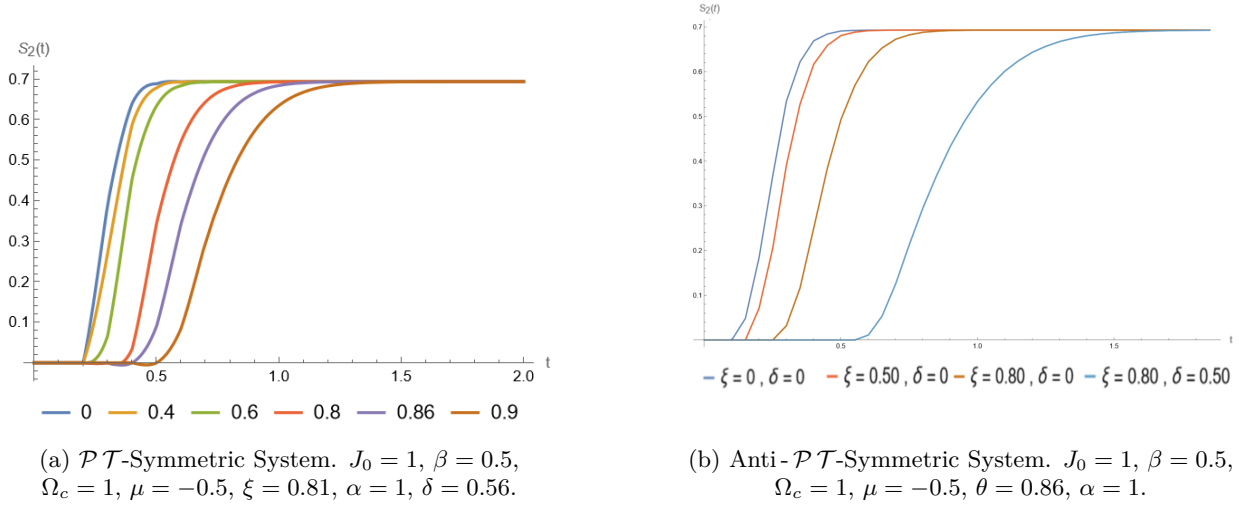 S₂(t)
0.7
0.6
0.5
0.4
0.3
0.2
0.1
0.5 1.0 1.5 2.0 t
0 0.4 0.6 0.8 0.86 0.9
(a) 𝒫𝒯-Symmetric System. J₀ = 1, β = 0.5,
Ω_c = 1, μ = −0.5, ξ = 0.81, α = 1, δ = 0.56.
S₂(t)
0.7
0.6
0.5
0.4
0.3
0.2
0.1
0.5 1.0 1.5 t
ξ = 0 , δ = 0 ξ = 0.50 , δ = 0 ξ = 0.80 , δ = 0 ξ = 0.80 , δ = 0.50
(b) Anti-𝒫𝒯-Symmetric System. J₀ = 1, β = 0.5,
Ω_c = 1, μ = −0.5, θ = 0.86, α = 1.